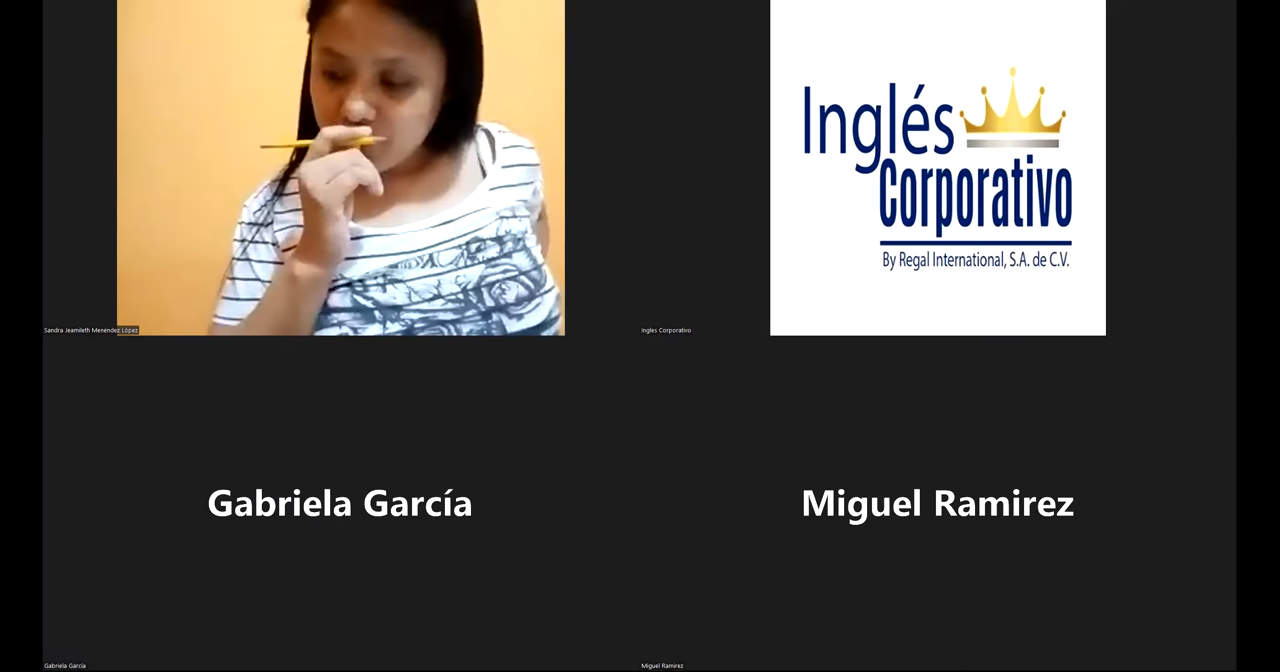 Inglés
Corporativo
By Regal International, S.A. de C.V.
Sandra Jeamileth Menéndez López
Ingles Corporativo
Gabriela García
Miguel Ramirez
Gabriela García
Miguel Ramirez